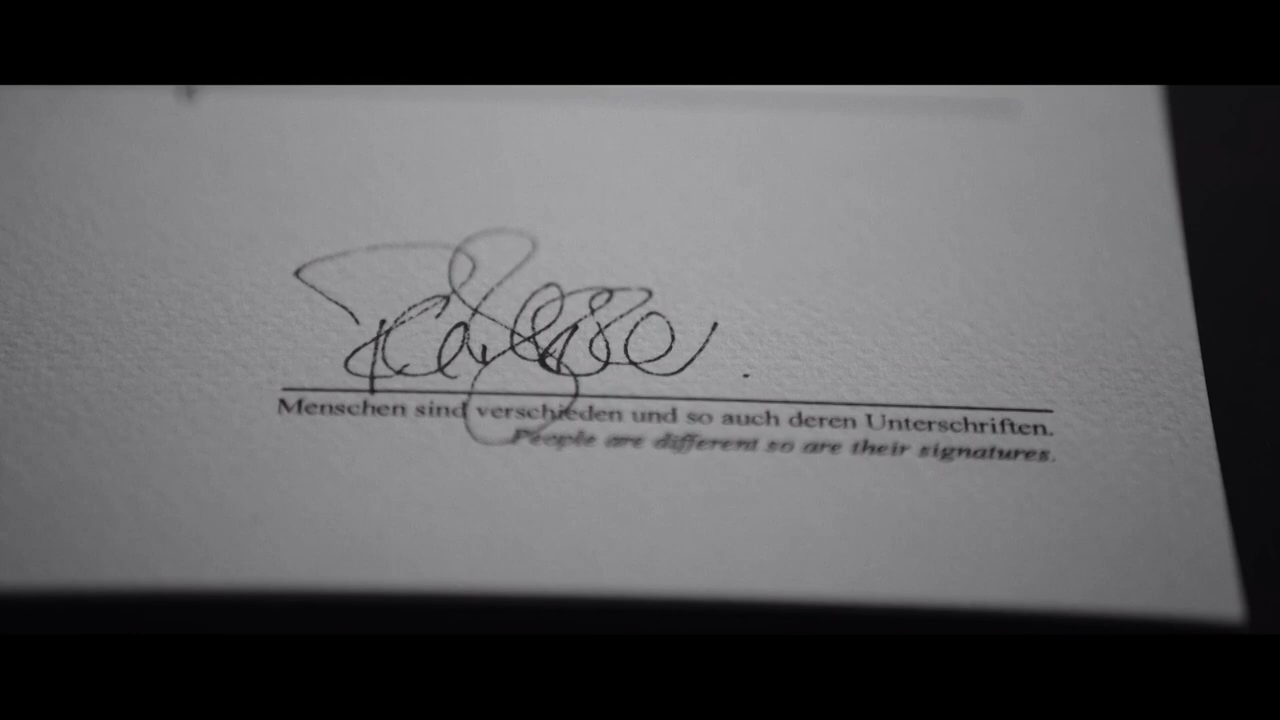 Menschen sind verschieden und so auch deren Unterschriften.
People are different so are their signatures.